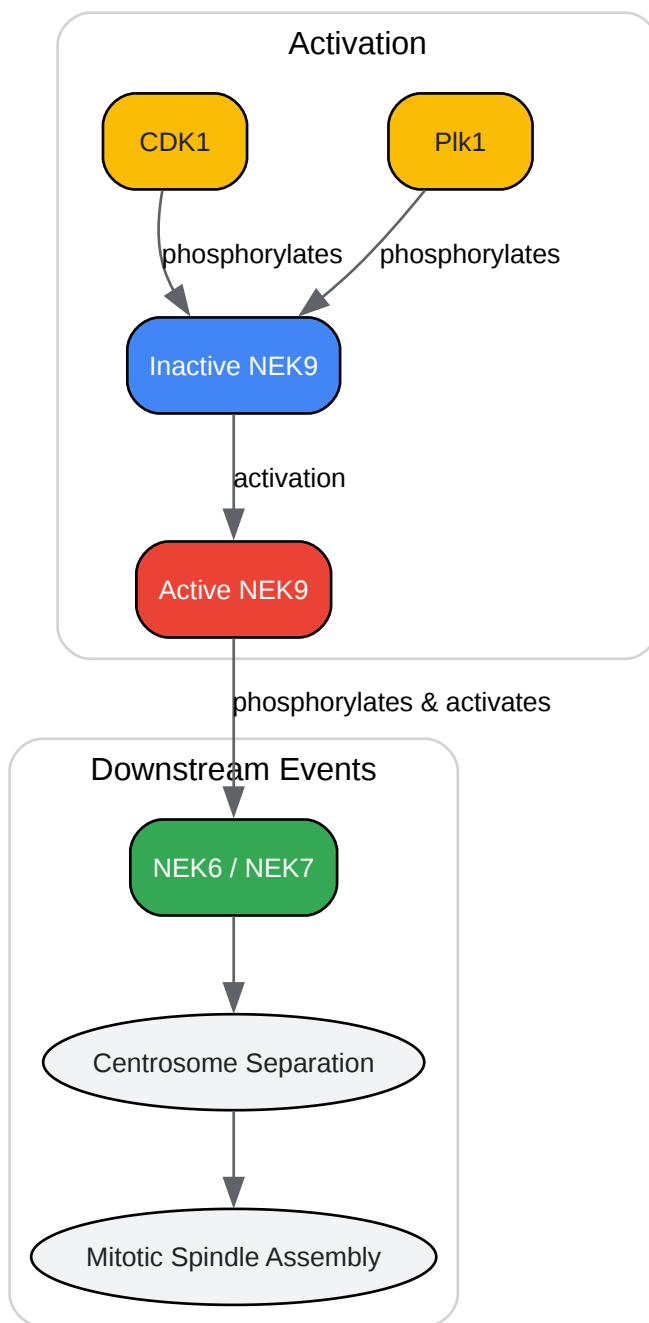 Activation
CDK1
Plk1
phosphorylates
phosphorylates
Inactive NEK9
activation
Active NEK9
phosphorylates & activates
Downstream Events
NEK6 / NEK7
Centrosome Separation
Mitotic Spindle Assembly